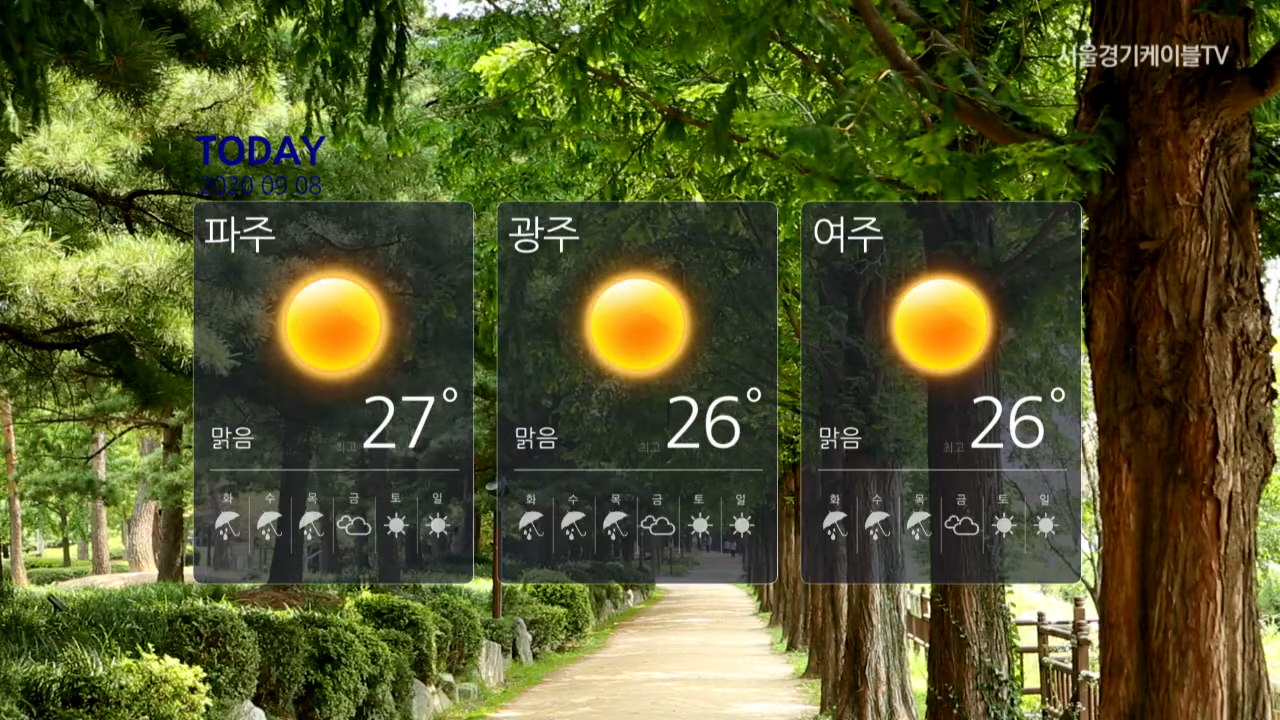 서울경기케이블TV
TODAY
2020 09 08
파주
맑음
최고 27°
화 수 목 금 토 일
광주
맑음
최고 26°
화 수 목 금 토 일
여주
맑음
최고 26°
화 수 목 금 토 일